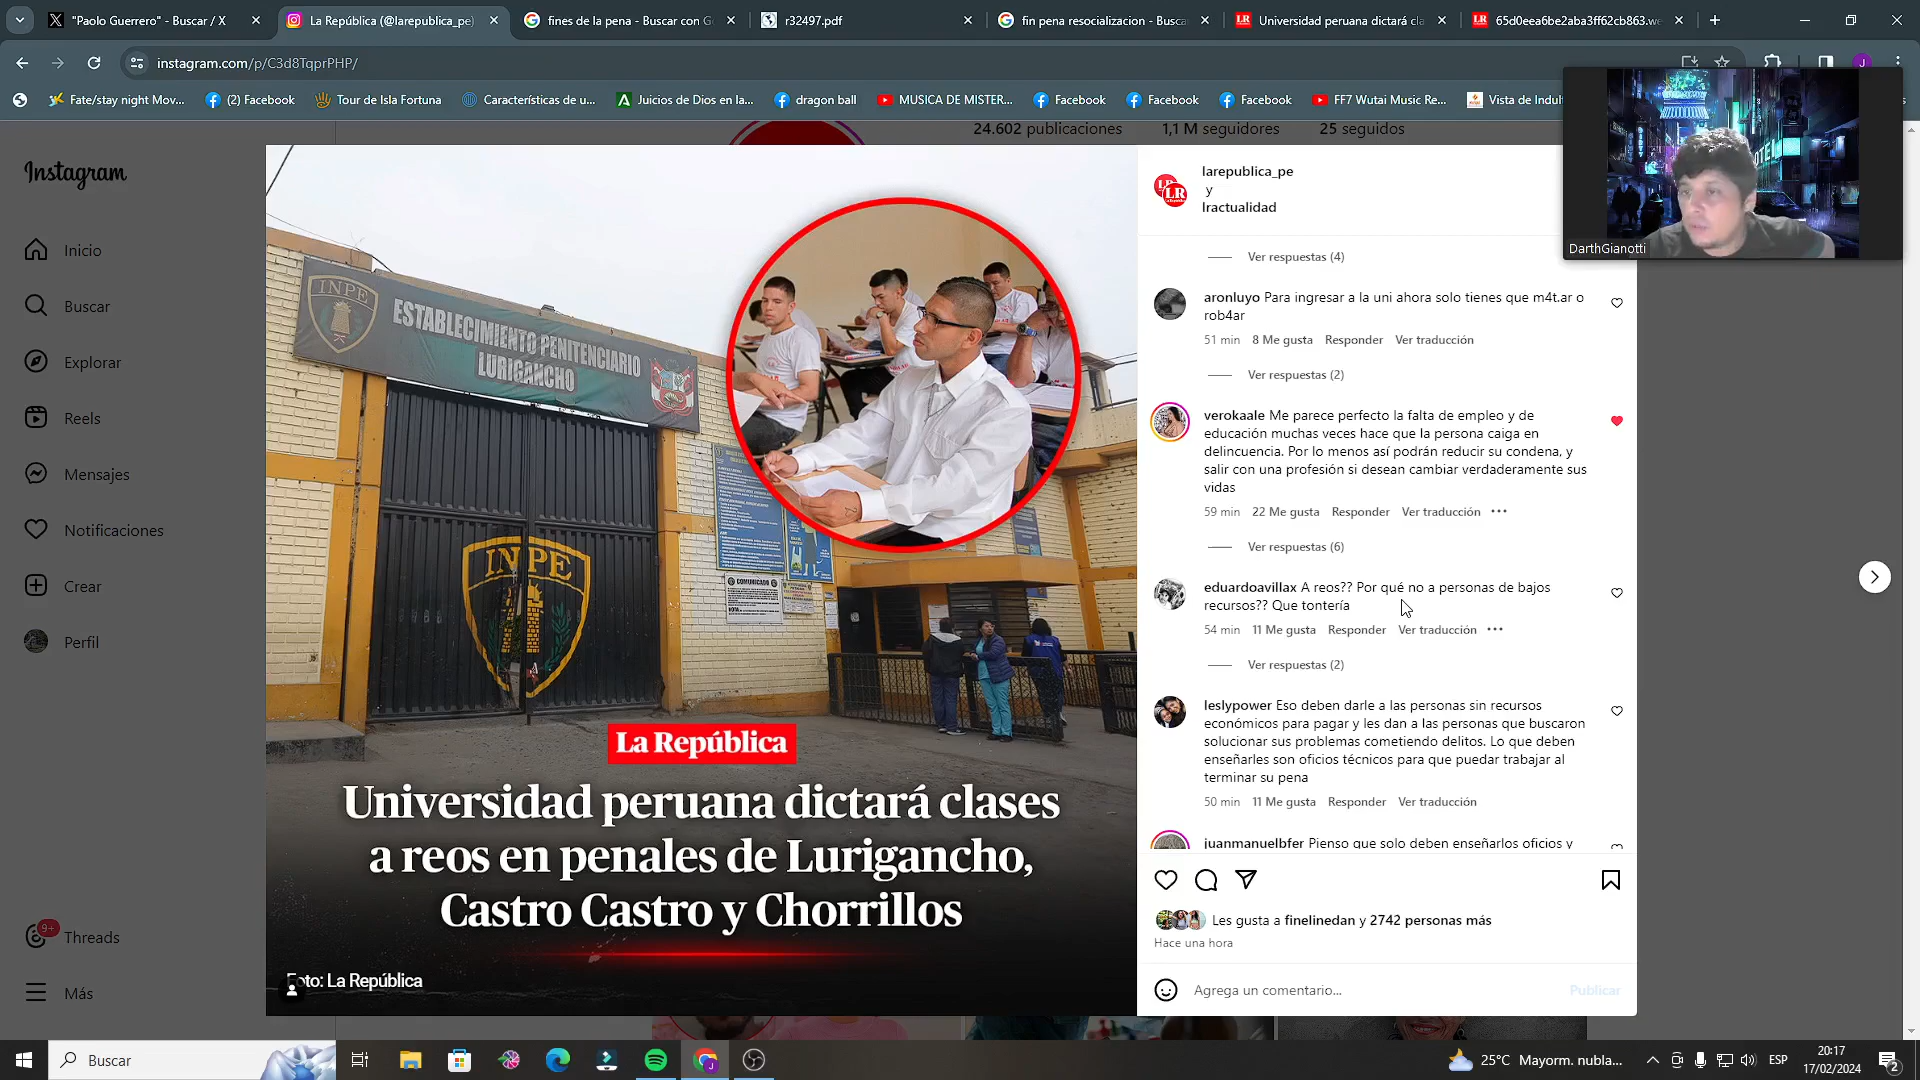 "Paolo Guerrero" - Buscar / X
La República (@larepublica_pe)
fines de la pena - Buscar con G
r32497.pdf
fin pena resocializacion - Busca
Universidad peruana dictará cla
65d0eea6be2aba3ff62cb863.we
instagram.com/p/C3d8TqprPHP/
J
Fate/stay night Mov...
(2) Facebook
Tour de Isla Fortuna
Características de u...
Juicios de Dios en la...
dragon ball
MUSICA DE MISTER...
Facebook
Facebook
Facebook
FF7 Wutai Music Re...
Vista de Indul
24.602 publicaciones
1,1 M seguidores
25 seguidos
DarthGianotti
Instagram
Inicio
Buscar
Explorar
Reels
Mensajes
Notificaciones
Crear
Perfil
9+
Threads
Más
INPE
ESTABLECIMIENTO PENITENCIARIO
LURIGANCHO
INPE
COMUNICADO
La República
Universidad peruana dictará clases
a reos en penales de Lurigancho,
Castro Castro y Chorrillos
Foto: La República
LR
larepublica_pe
y
lractualidad
Ver respuestas (4)
aronluyo Para ingresar a la uni ahora solo tienes que m4t.ar o
rob4ar
51 min 8 Me gusta Responder Ver traducción
Ver respuestas (2)
verokaale Me parece perfecto la falta de empleo y de
educación muchas veces hace que la persona caiga en
delincuencia. Por lo menos así podrán reducir su condena, y
salir con una profesión si desean cambiar verdaderamente sus
vidas
59 min 22 Me gusta Responder Ver traducción
Ver respuestas (6)
eduardoavillax A reos?? Por qué no a personas de bajos
recursos?? Que tontería
54 min 11 Me gusta Responder Ver traducción
Ver respuestas (2)
leslypower Eso deben darle a las personas sin recursos
económicos para pagar y les dan a las personas que buscaron
solucionar sus problemas cometiendo delitos. Lo que deben
enseñarles son oficios técnicos para que puedar trabajar al
terminar su pena
50 min 11 Me gusta Responder Ver traducción
juanmanuelbfer Pienso que solo deben enseñarlos oficios y
Les gusta a finelinedan y 2742 personas más
Hace una hora
Agrega un comentario...
Publicar
Buscar
25°C Mayorm. nubla...
ESP
20:17
17/02/2024
2